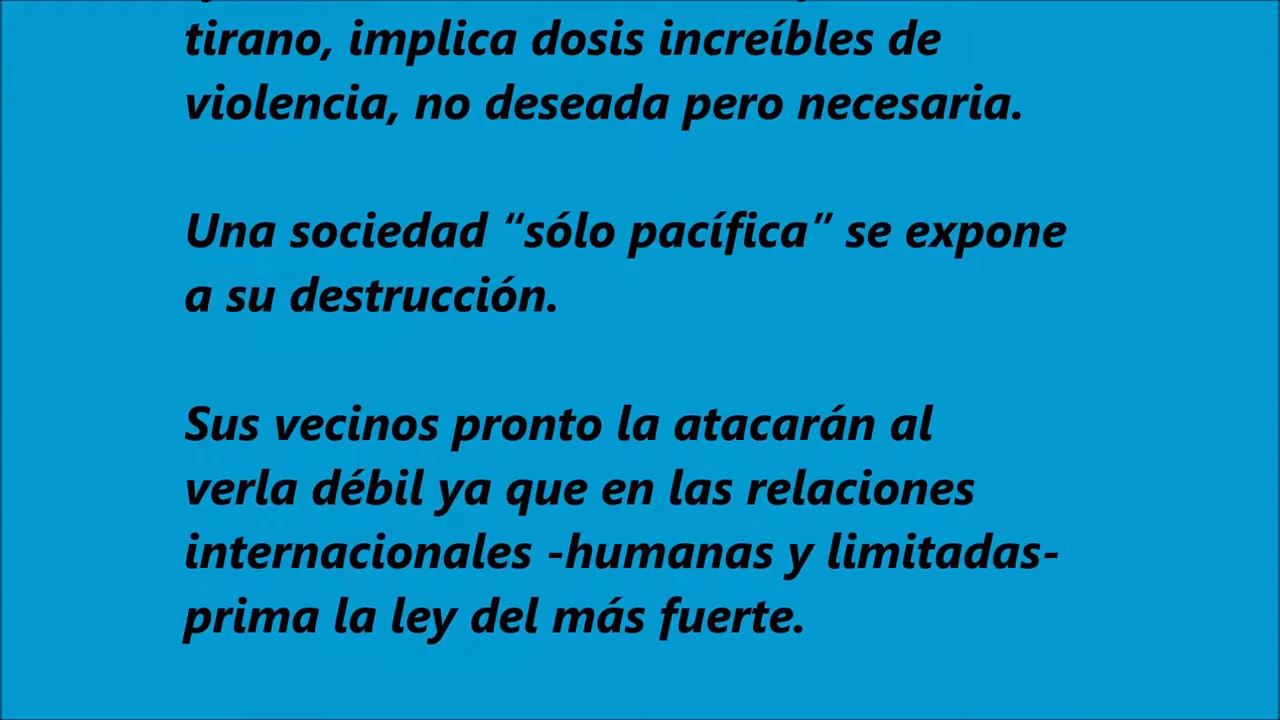 tirano, implica dosis increíbles de
violencia, no deseada pero necesaria.
Una sociedad “sólo pacífica” se expone
a su destrucción.
Sus vecinos pronto la atacarán al
verla débil ya que en las relaciones
internacionales -humanas y limitadas-
prima la ley del más fuerte.